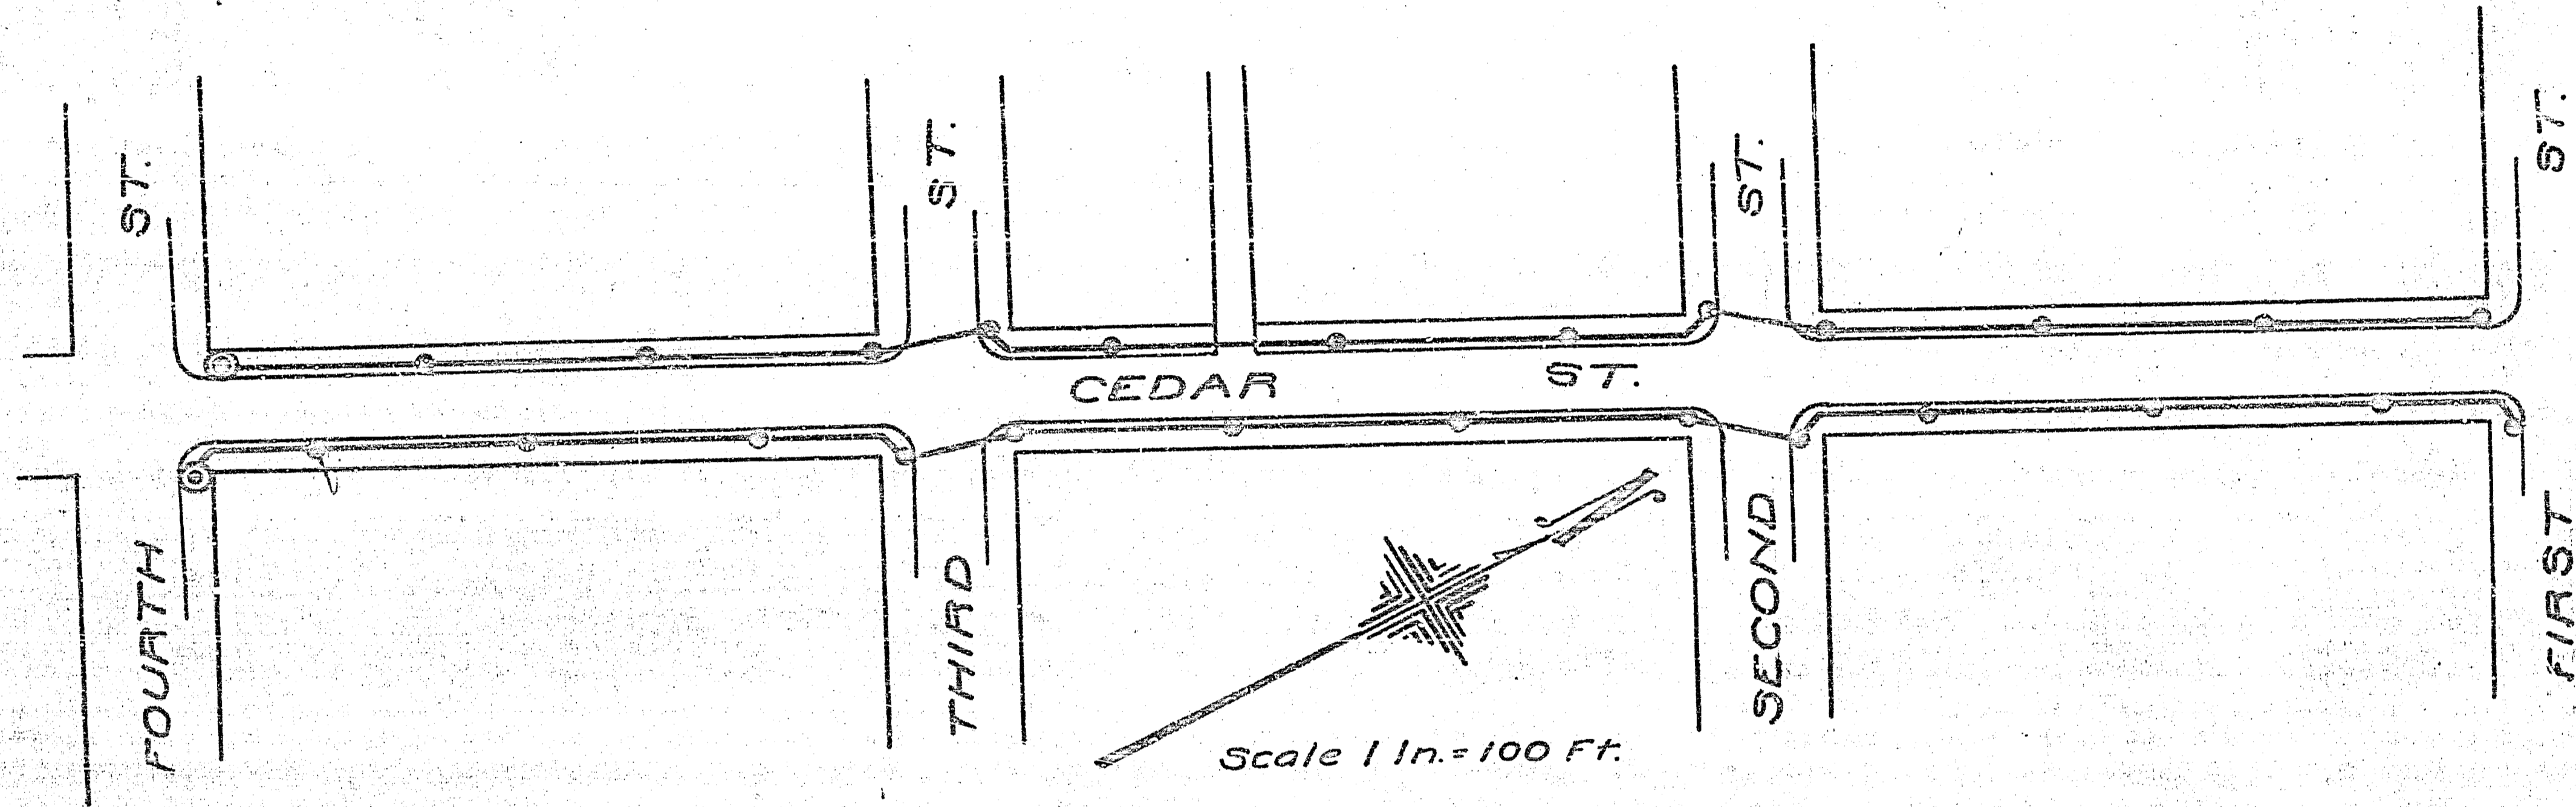 ST.
ST.
ST.
ST.
CEDAR ST.
FOURTH
THIRD
SECOND
FIRST
Scale 1 In. = 100 Ft.